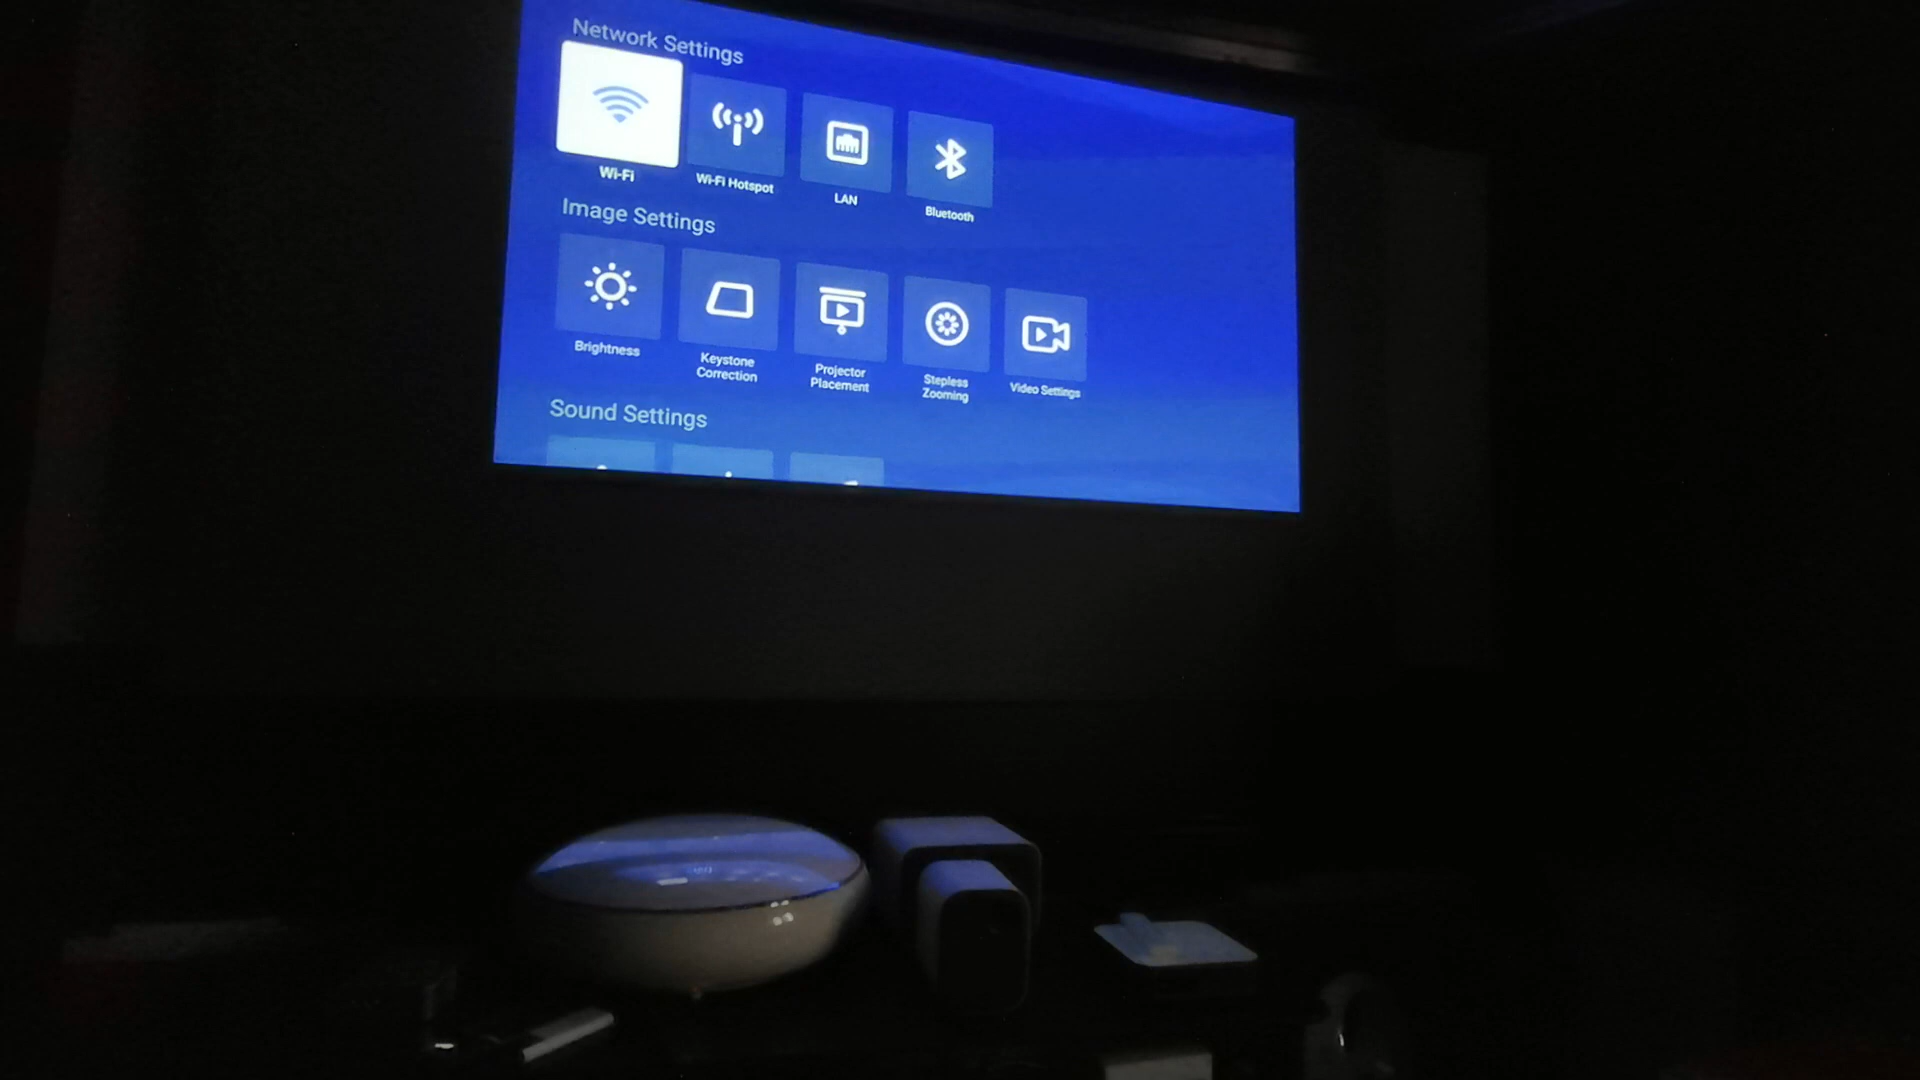 Network Settings
Wi-Fi
Wi-Fi Hotspot
LAN
Bluetooth
Image Settings
Brightness
Keystone
Correction
Projector
Placement
Stepless
Zooming
Video Settings
Sound Settings